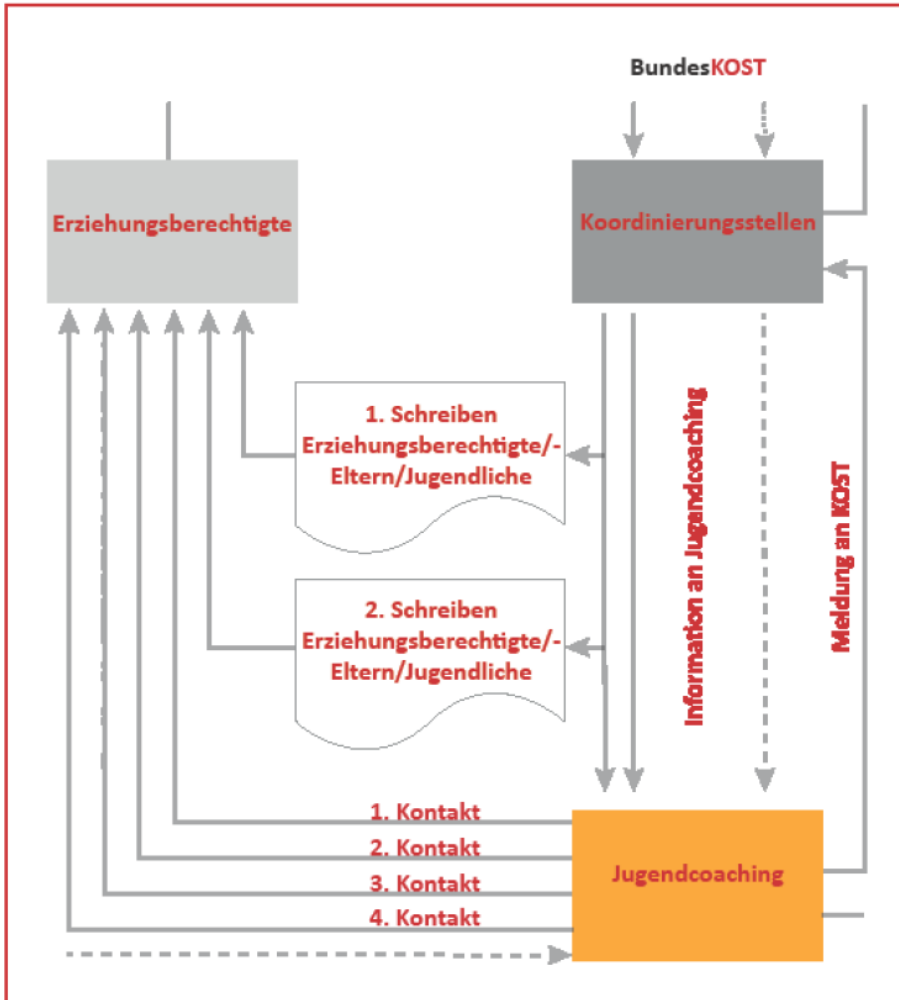 BundesKOST
Erziehungsberechtigte
Koordinierungsstellen
1. Schreiben
Erziehungsberechtigte/-
Eltern/Jugendliche
2. Schreiben
Erziehungsberechtigte/-
Eltern/Jugendliche
Information an Jugendcoaching
Meldung an KOST
1. Kontakt
2. Kontakt
3. Kontakt
4. Kontakt
Jugendcoaching